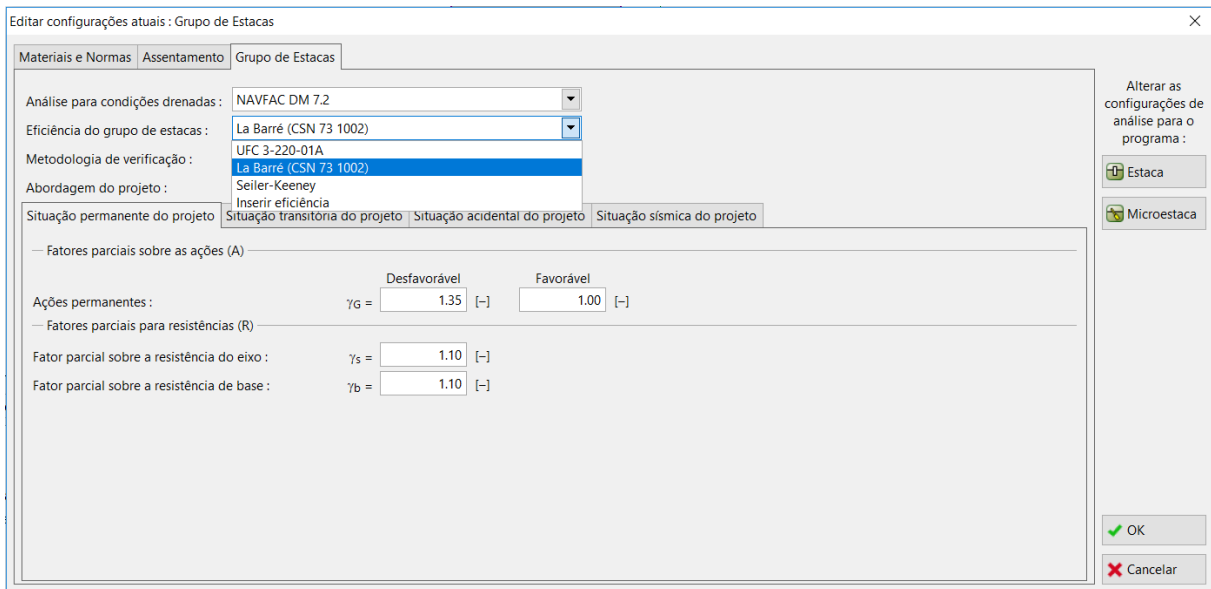 Editar configurações atuais : Grupo de Estacas
Materiais e Normas Assentamento Grupo de Estacas
Análise para condições drenadas : NAVFAC DM 7.2
Eficiência do grupo de estacas : La Barré (CSN 73 1002)
UFC 3-220-01A
Metodologia de verificação :
La Barré (CSN 73 1002)
Seiler-Keeney
Abordagem do projeto :
Inserir eficiência
Situação permanente do projeto Situação transitória do projeto Situação acidental do projeto Situação sísmica do projeto
Fatores parciais sobre as ações (A)
Desfavorável Favorável
Ações permanentes : γG = 1.35 [–] 1.00 [–]
Fatores parciais para resistências (R)
Fator parcial sobre a resistência do eixo : γs = 1.10 [–]
Fator parcial sobre a resistência de base : γb = 1.10 [–]
Alterar as
configurações de
análise para o
programa :
Estaca
Microestaca
OK
Cancelar